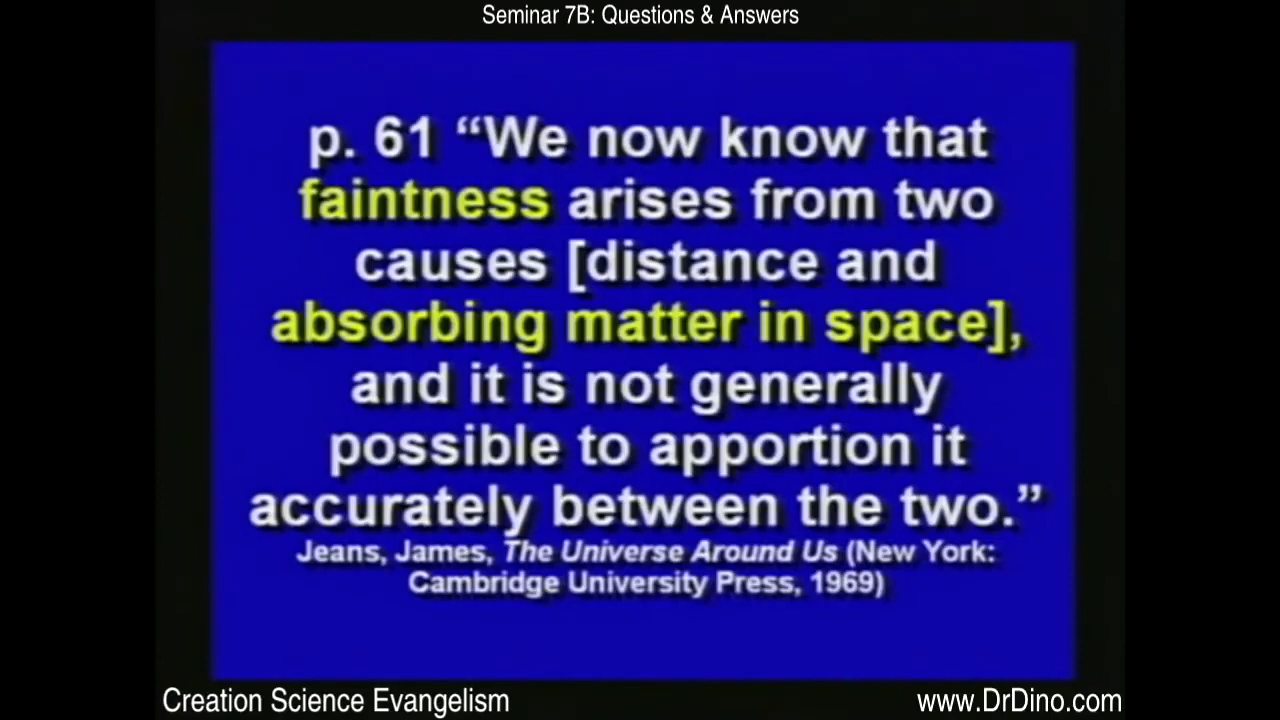 Seminar 7B: Questions & Answers
p. 61 “We now know that
faintness arises from two
causes [distance and
absorbing matter in space],
and it is not generally
possible to apportion it
accurately between the two.”
Jeans, James, The Universe Around Us (New York:
Cambridge University Press, 1969)
Creation Science Evangelism
www.DrDino.com